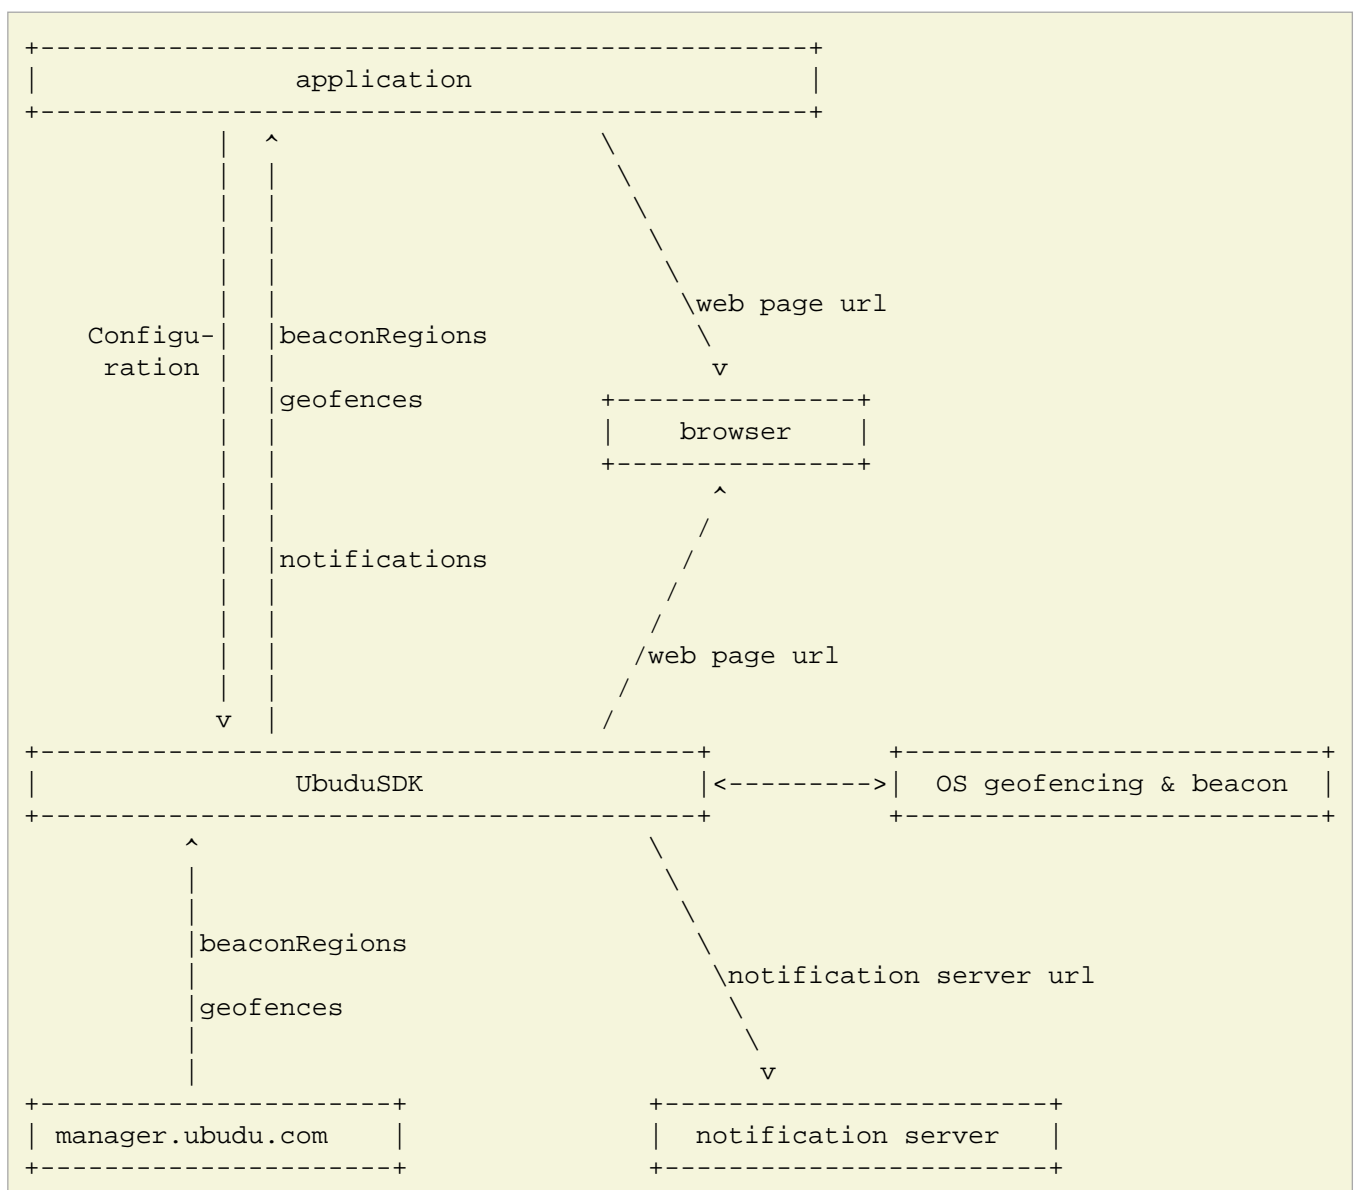 application
web page url
Configu-
beaconRegions
ration
geofences
browser
notifications
web page url
UbuduSDK
OS geofencing & beacon
beaconRegions
notification server url
geofences
manager.ubudu.com
notification server